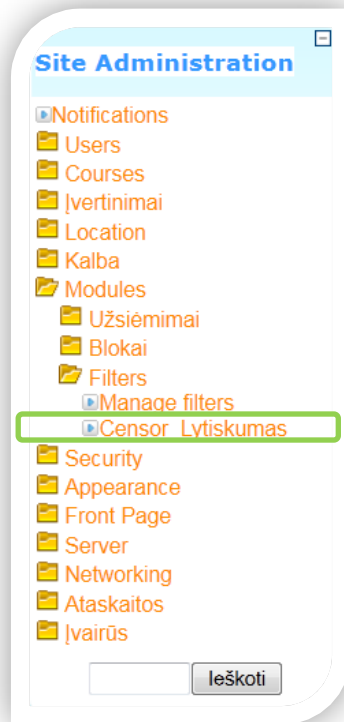 Site Administration
Notifications
Users
Courses
Įvertinimai
Location
Kalba
Modules
Užsiėmimai
Blokai
Filters
Manage filters
Censor_Lytiskumas
Security
Appearance
Front Page
Server
Networking
Ataskaitos
Įvairūs
Ieškoti